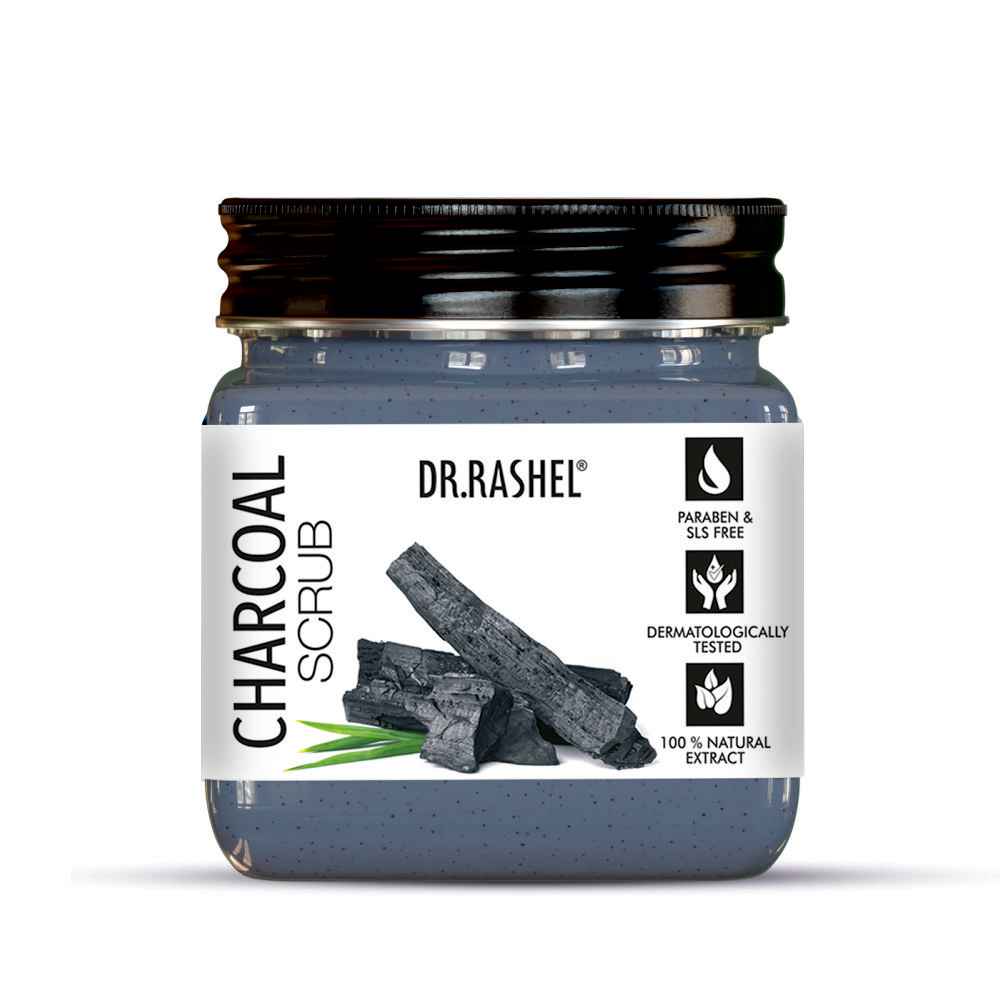 CHARCOAL
SCRUB
DR.RASHEL®
PARABEN &
SLS FREE
DERMATOLOGICALLY
TESTED
100 % NATURAL
EXTRACT